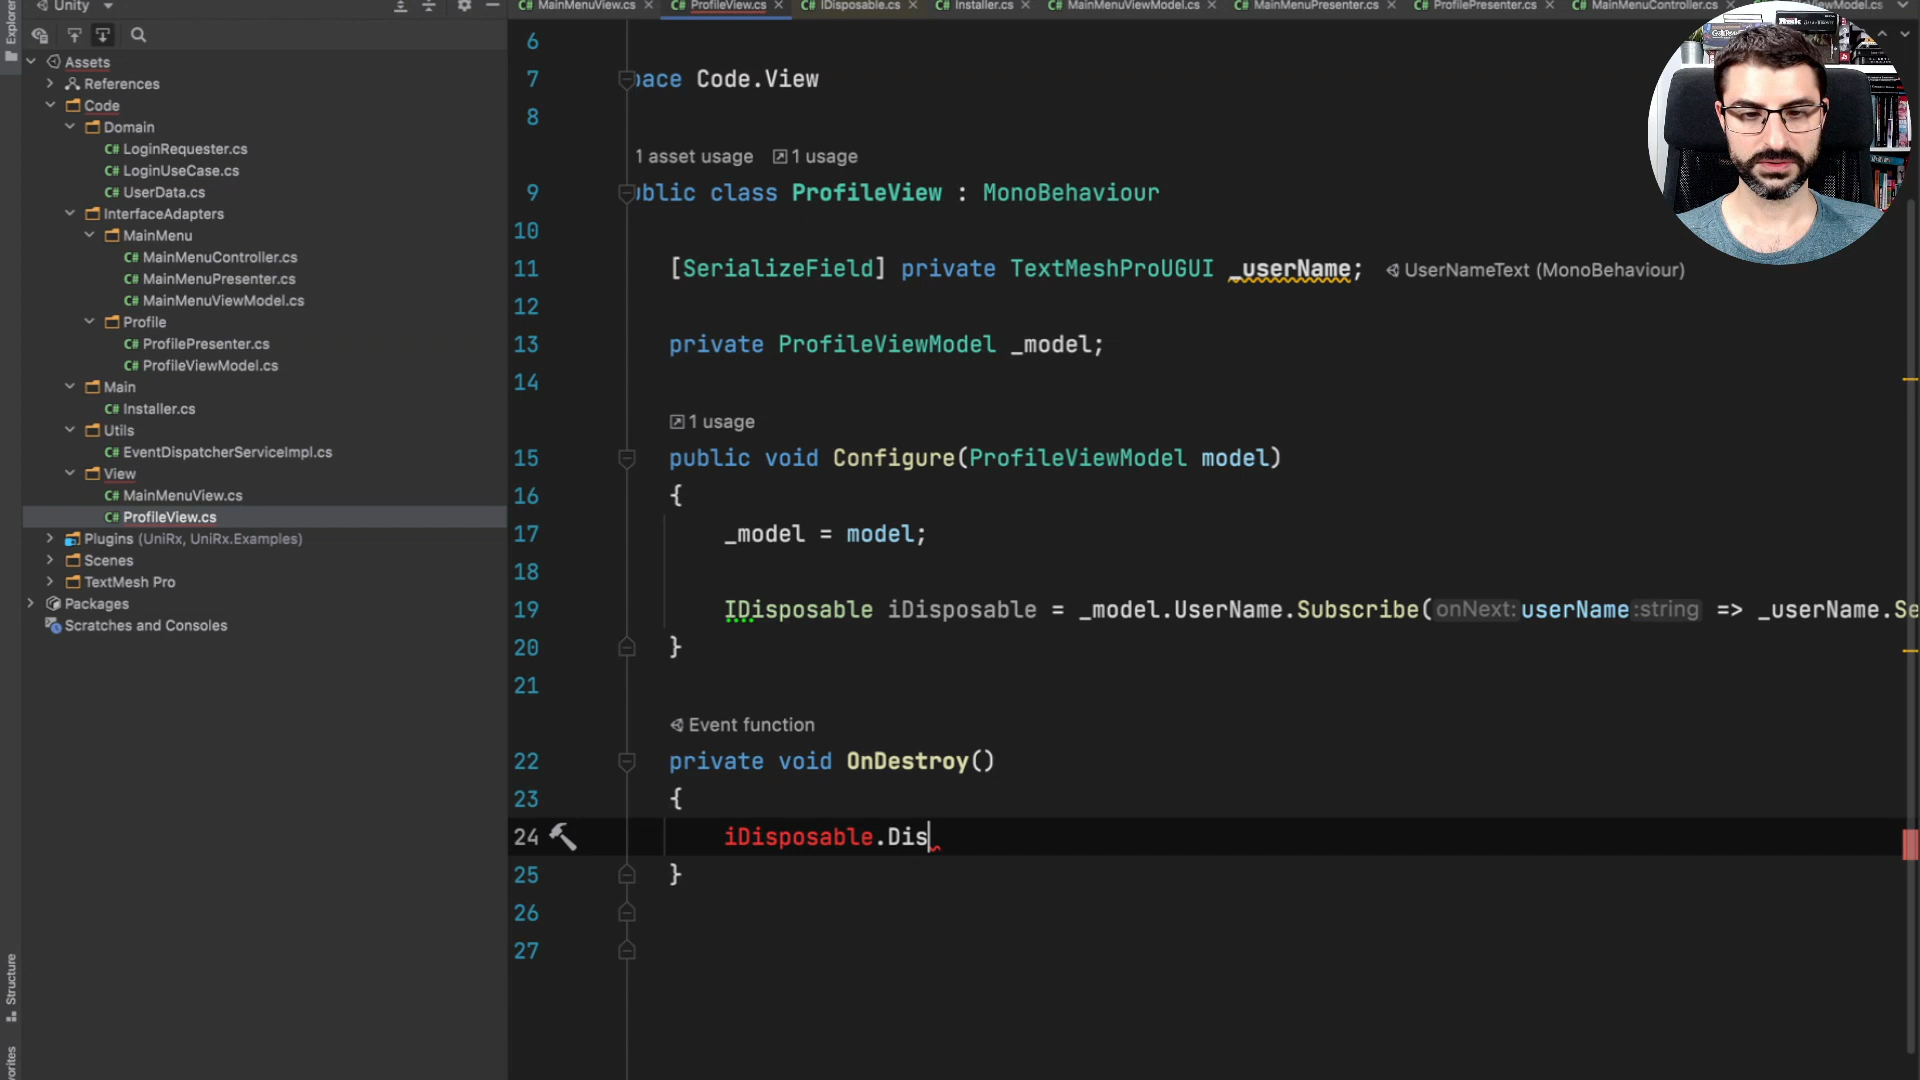 Unity
MainMenuView.cs
ProfileView.cs
IDisposable.cs
Installer.cs
MainMenuViewModel.cs
MainMenuPresenter.cs
ProfilePresenter.cs
MainMenuController.cs
Model.cs
Explorer
Assets
References
Code
Domain
C# LoginRequester.cs
C# LoginUseCase.cs
C# UserData.cs
InterfaceAdapters
MainMenu
C# MainMenuController.cs
C# MainMenuPresenter.cs
C# MainMenuViewModel.cs
Profile
C# ProfilePresenter.cs
C# ProfileViewModel.cs
Main
C# Installer.cs
Utils
C# EventDispatcherServiceImpl.cs
View
C# MainMenuView.cs
C# ProfileView.cs
Plugins (UniRx, UniRx.Examples)
Scenes
TextMesh Pro
Packages
Scratches and Consoles
Structure
6
7 pace Code.View
8
1 asset usage 1 usage
9 ublic class ProfileView : MonoBehaviour
10
11 [SerializeField] private TextMeshProUGUI _userName; UserNameText (MonoBehaviour)
12
13 private ProfileViewModel _model;
14
1 usage
15 public void Configure(ProfileViewModel model)
16 {
17 _model = model;
18
19 IDisposable iDisposable = _model.UserName.Subscribe( onNext: userName :string => _userName.Se
20 }
21
Event function
22 private void OnDestroy()
23 {
24 iDisposable.Dis
25 }
26
27